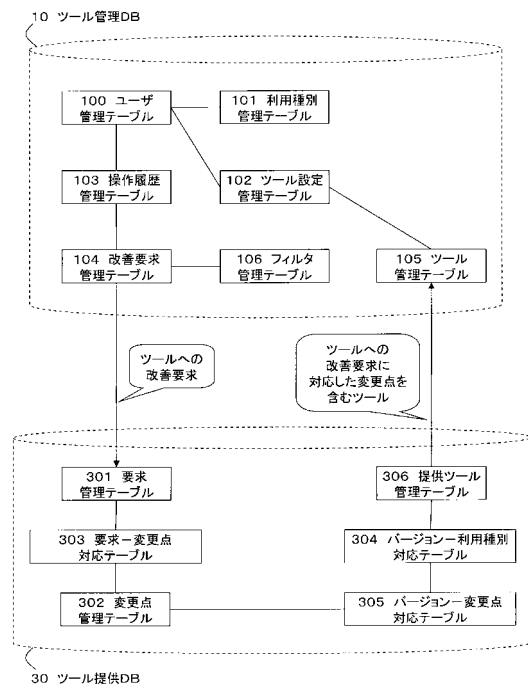 10 ツール管理DB
100 ユーザ
管理テーブル
101 利用種別
管理テーブル
103 操作履歴
管理テーブル
102 ツール設定
管理テーブル
104 改善要求
管理テーブル
106 フィルタ
管理テーブル
105 ツール
管理テーブル
ツールへの
改善要求
ツールへの
改善要求に
対応した変更点を
含むツール
301 要求
管理テーブル
306 提供ツール
管理テーブル
303 要求－変更点
対応テーブル
304 バージョン－利用種別
対応テーブル
302 変更点
管理テーブル
305 バージョン－変更点
対応テーブル
30 ツール提供DB